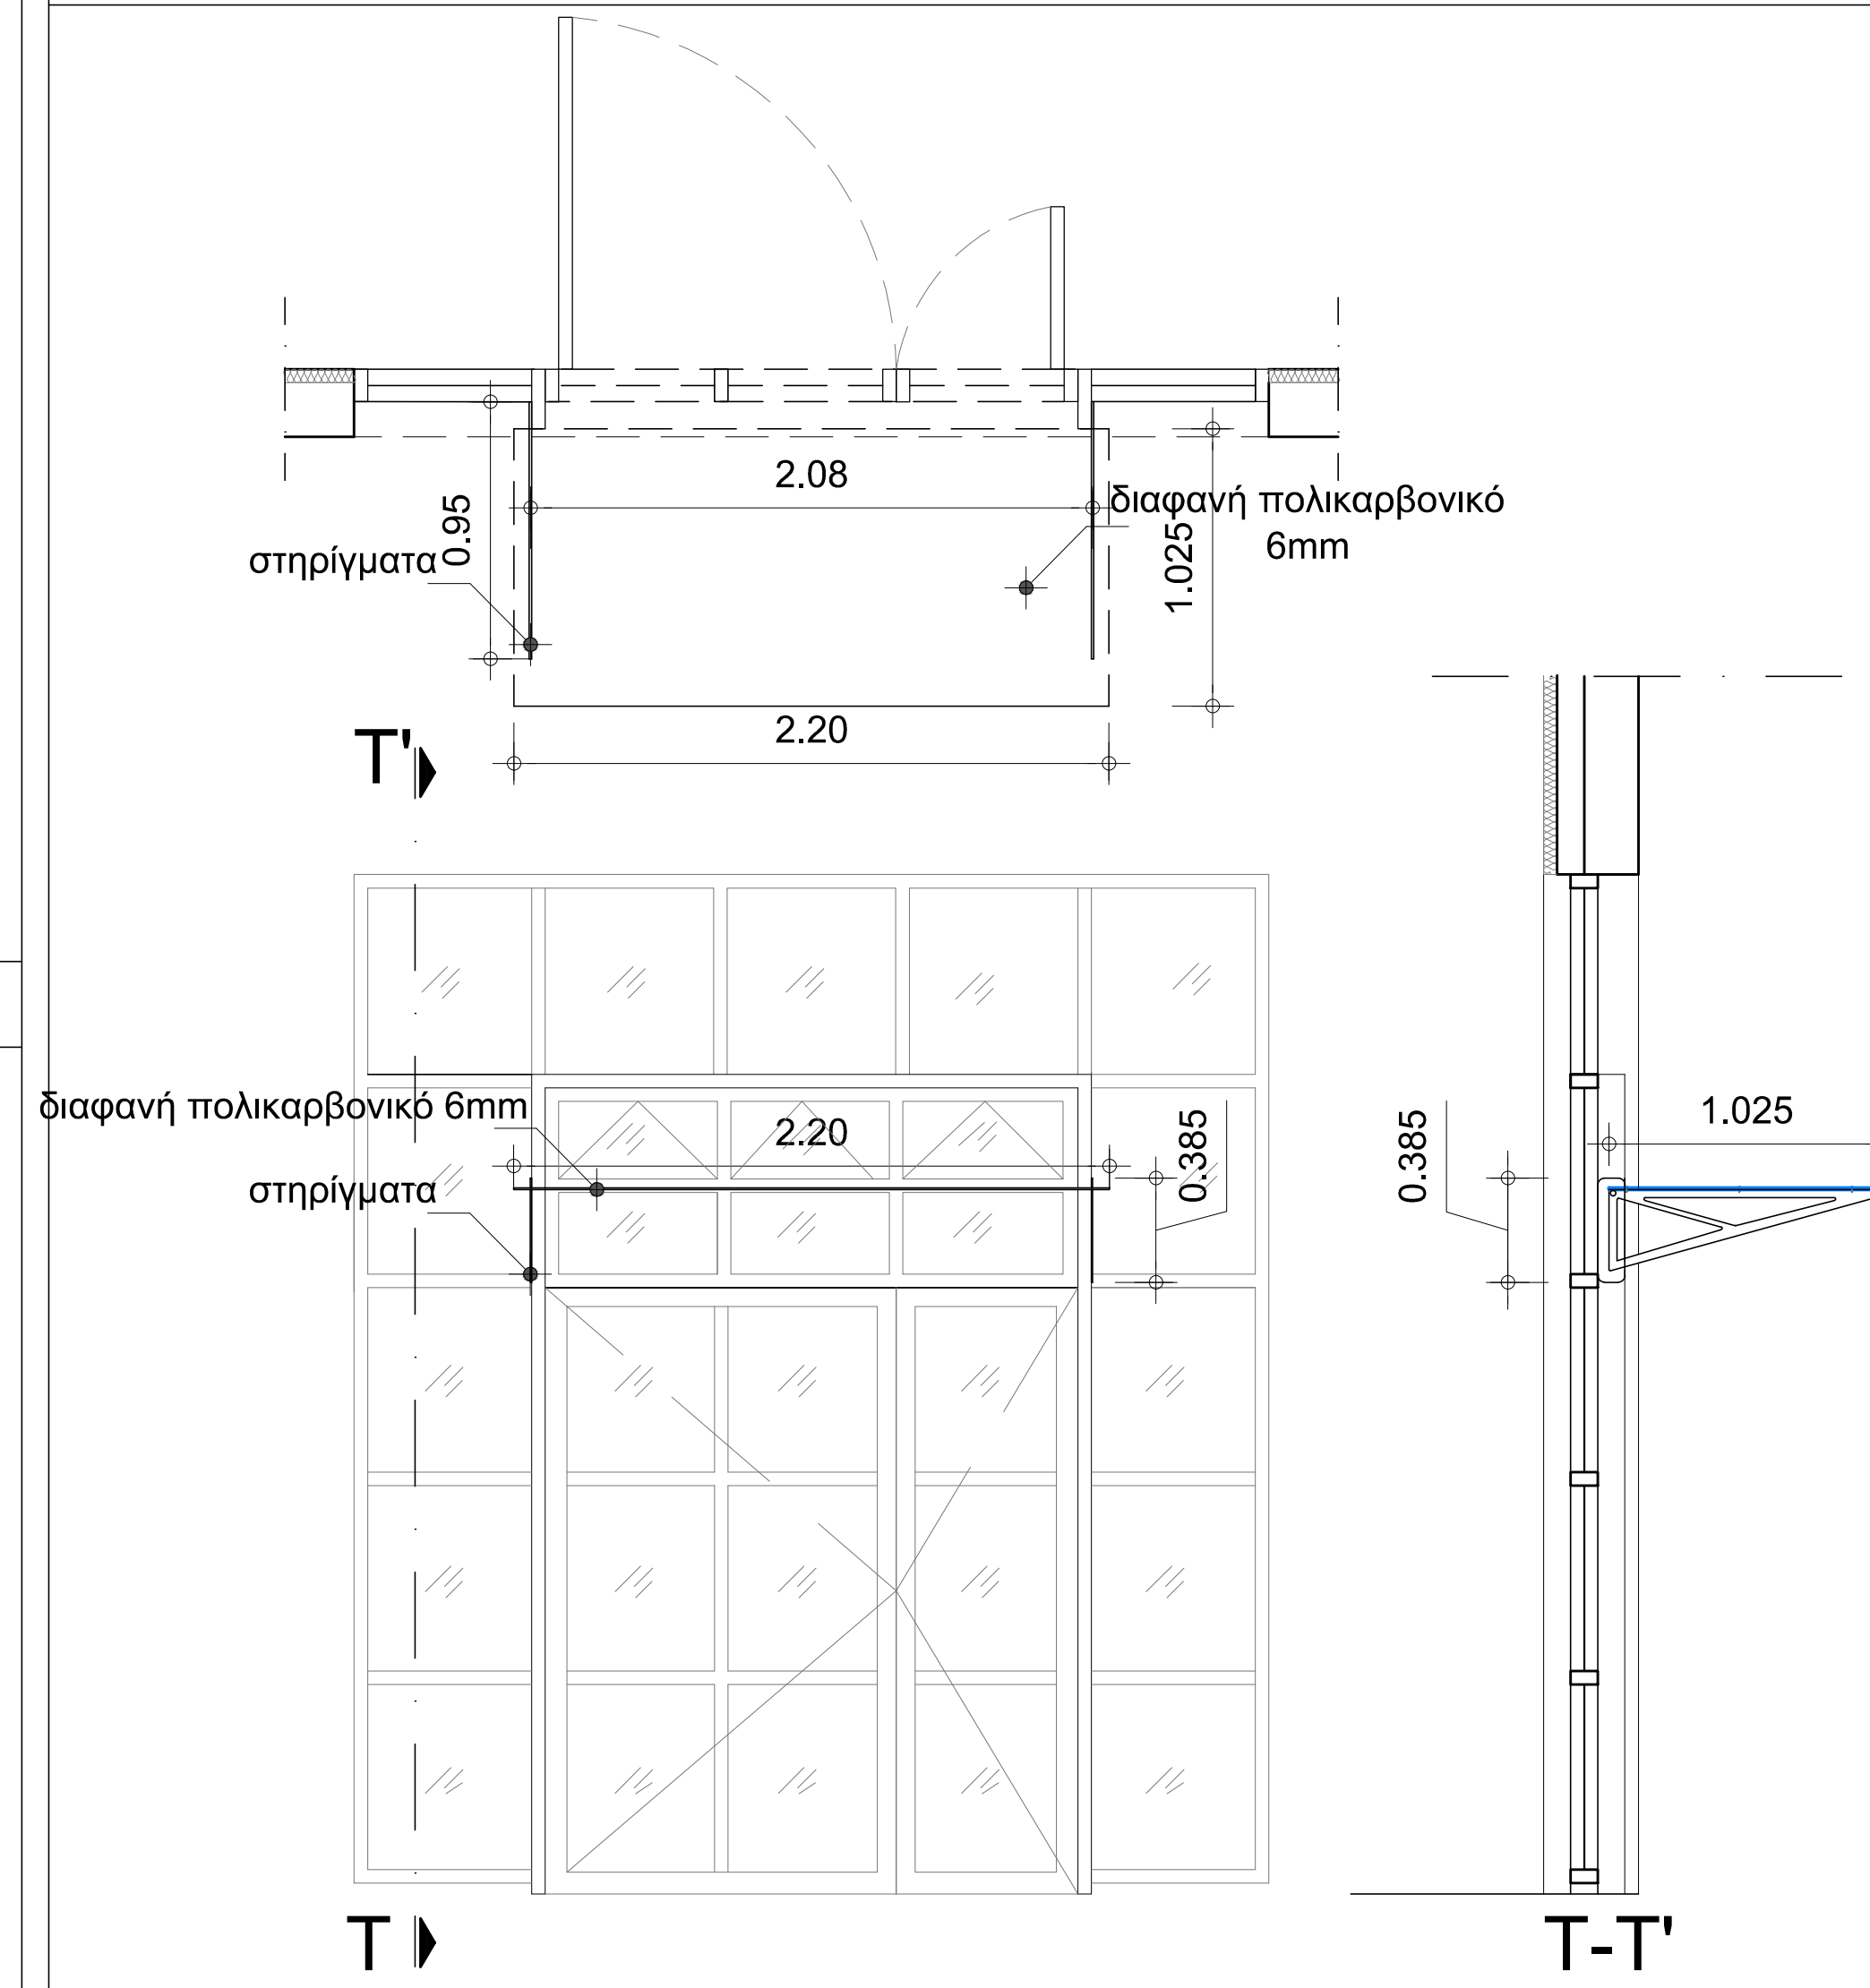 2.08
0.95
διαφανή πολικαρβονικό
6mm
στηρίγματα
1.025
2.20
T'
διαφανή πολικαρβονικό 6mm
2.20
0.385
στηρίγματα
0.385
1.025
T
T-T'